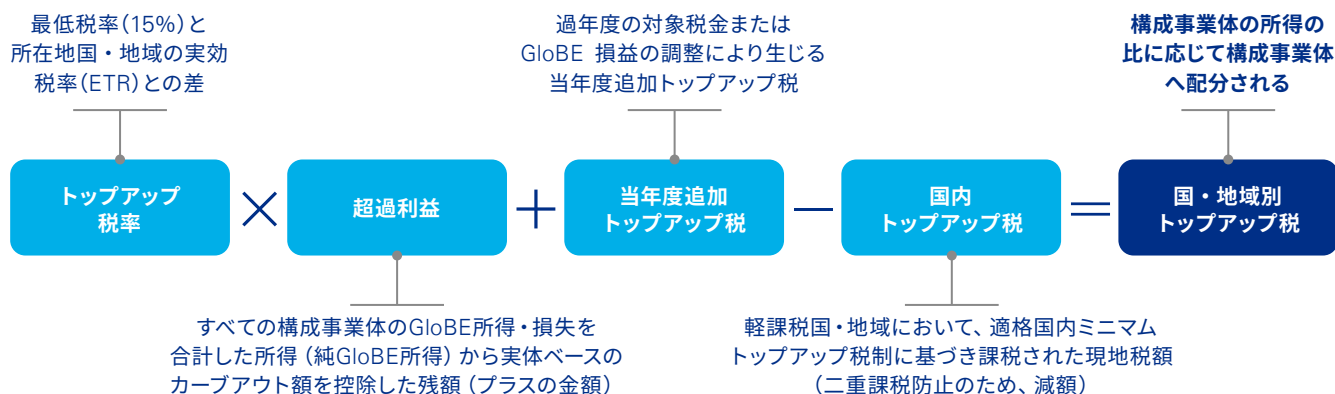 最低税率(15%)と
所在地国・地域の実効
税率(ETR)との差
過年度の対象税金または
GloBE 損益の調整により生じる
当年度追加トップアップ税
構成事業体の所得の
比に応じて構成事業体
へ配分される
トップアップ
税率
×
超過利益
+
当年度追加
トップアップ税
−
国内
トップアップ税
=
国・地域別
トップアップ税
すべての構成事業体のGloBE所得・損失を
合計した所得(純GloBE所得)から実体ベースの
カーブアウト額を控除した残額(プラスの金額)
軽課税国・地域において、適格国内ミニマム
トップアップ税制に基づき課税された現地税額
(二重課税防止のため、減額)